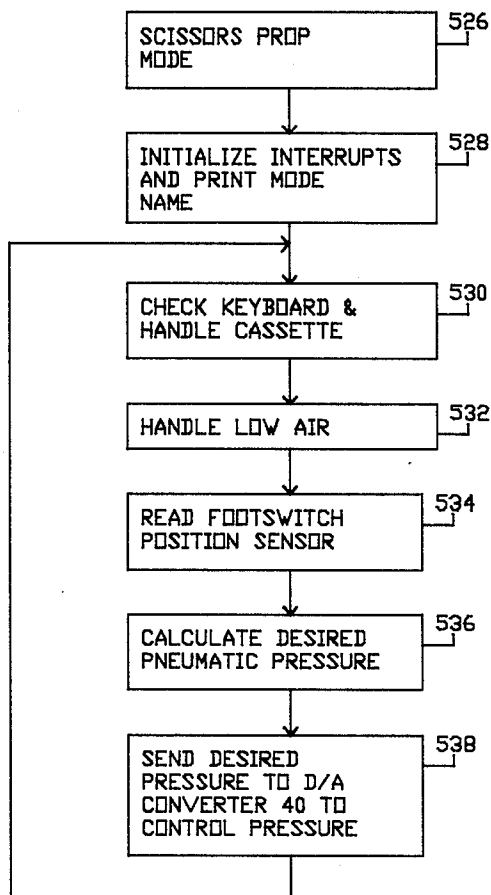 526
SCISSORS PROP
MODE
528
INITIALIZE INTERRUPTS
AND PRINT MODE
NAME
530
CHECK KEYBOARD &
HANDLE CASSETTE
532
HANDLE LOW AIR
534
READ FOOTSWITCH
POSITION SENSOR
536
CALCULATE DESIRED
PNEUMATIC PRESSURE
538
SEND DESIRED
PRESSURE TO D/A
CONVERTER 40 TO
CONTROL PRESSURE